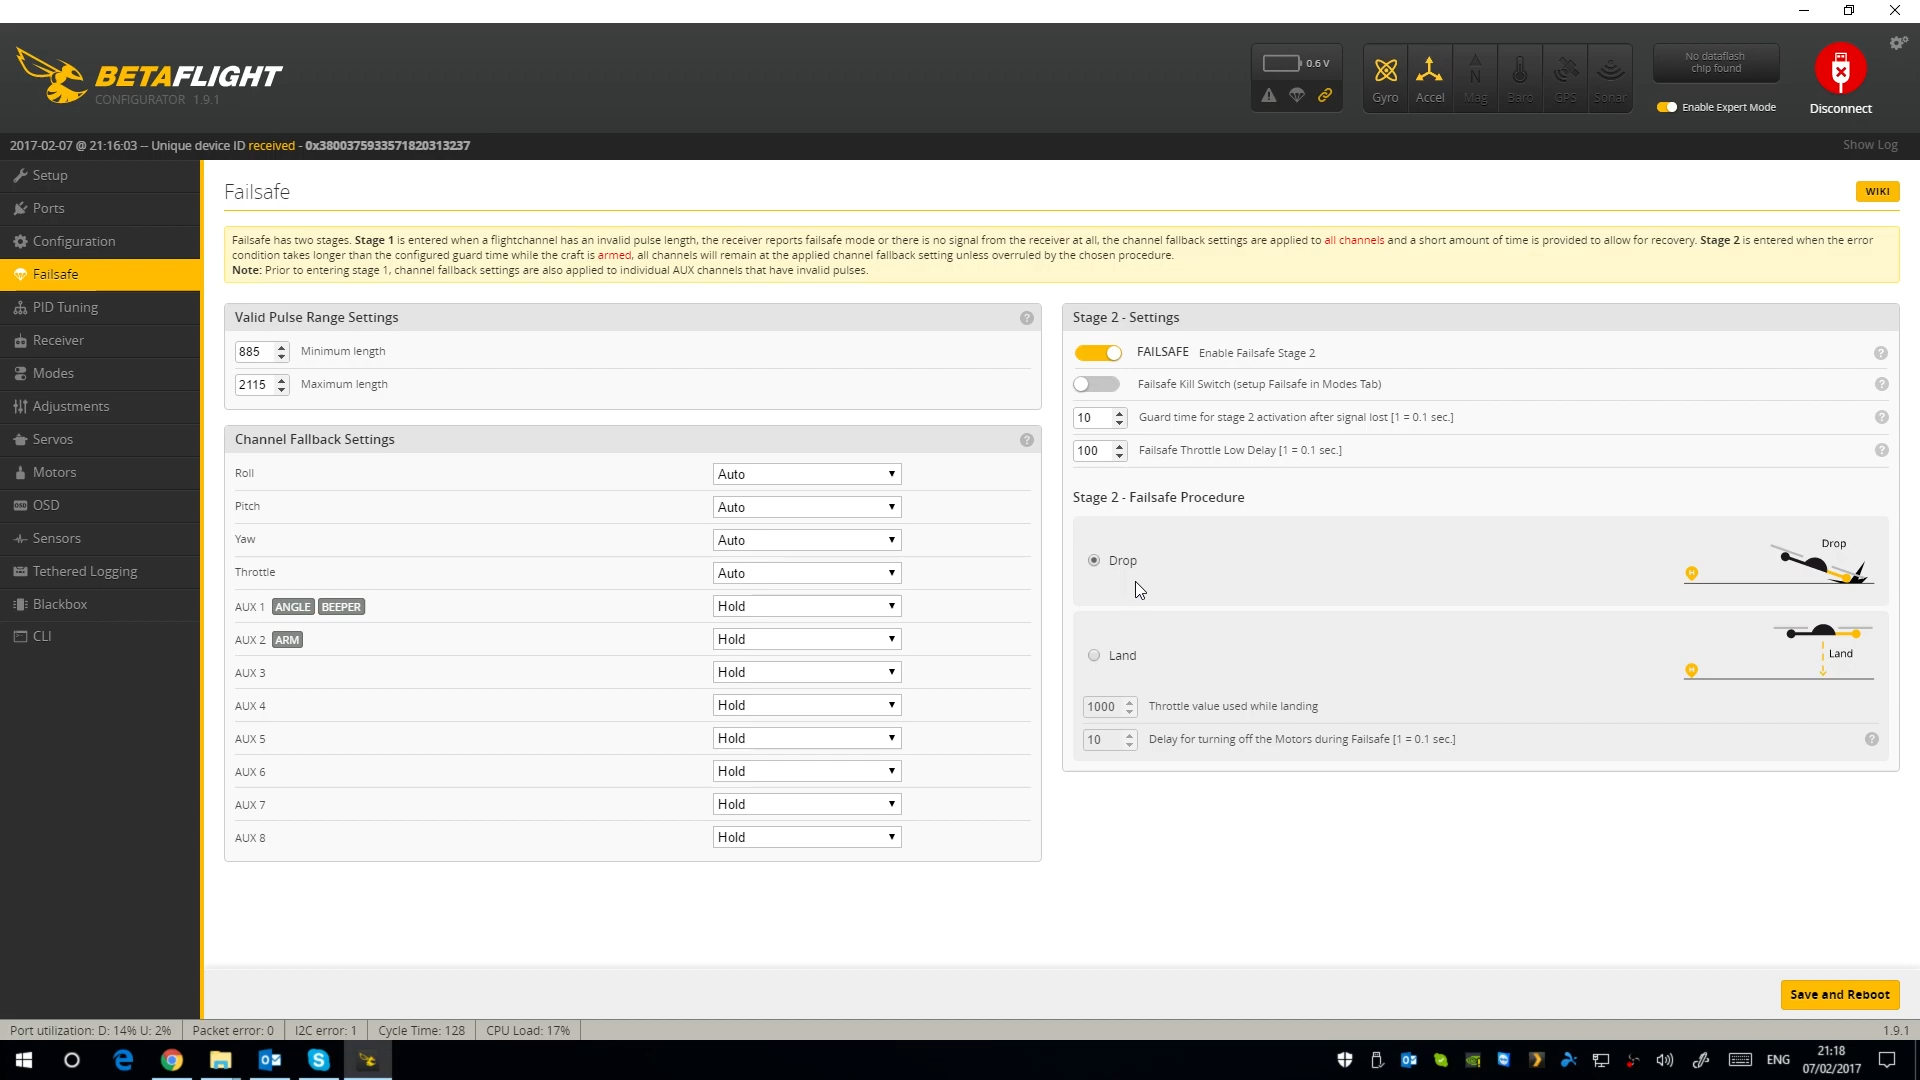 BETAFLIGHT
CONFIGURATOR 1.9.1
0.6 V
Gyro
Accel
Mag
Baro
GPS
Sonar
No dataflash
chip found
Enable Expert Mode
Disconnect
2017-02-07 @ 21:16:03 -- Unique device ID received - 0x3800375933571820313237
Show Log
Setup
Ports
Configuration
Failsafe
PID Tuning
Receiver
Modes
Adjustments
Servos
Motors
OSD
Sensors
Tethered Logging
Blackbox
CLI
Failsafe
WIKI
Failsafe has two stages. Stage 1 is entered when a flightchannel has an invalid pulse length, the receiver reports failsafe mode or there is no signal from the receiver at all, the channel fallback settings are applied to all channels and a short amount of time is provided to allow for recovery. Stage 2 is entered when the error
condition takes longer than the configured guard time while the craft is armed, all channels will remain at the applied channel fallback setting unless overruled by the chosen procedure.
Note: Prior to entering stage 1, channel fallback settings are also applied to individual AUX channels that have invalid pulses.
Valid Pulse Range Settings
885 Minimum length
2115 Maximum length
Channel Fallback Settings
Roll Auto
Pitch Auto
Yaw Auto
Throttle Auto
AUX 1 ANGLE BEEPER Hold
AUX 2 ARM Hold
AUX 3 Hold
AUX 4 Hold
AUX 5 Hold
AUX 6 Hold
AUX 7 Hold
AUX 8 Hold
Stage 2 - Settings
FAILSAFE Enable Failsafe Stage 2
Failsafe Kill Switch (setup Failsafe in Modes Tab)
10 Guard time for stage 2 activation after signal lost [1 = 0.1 sec.]
100 Failsafe Throttle Low Delay [1 = 0.1 sec.]
Stage 2 - Failsafe Procedure
Drop
Drop
Land
Land
1000 Throttle value used while landing
10 Delay for turning off the Motors during Failsafe [1 = 0.1 sec.]
Save and Reboot
Port utilization: D: 14% U: 2% Packet error: 0 I2C error: 1 Cycle Time: 128 CPU Load: 17% 1.9.1
ENG
21:18
07/02/2017